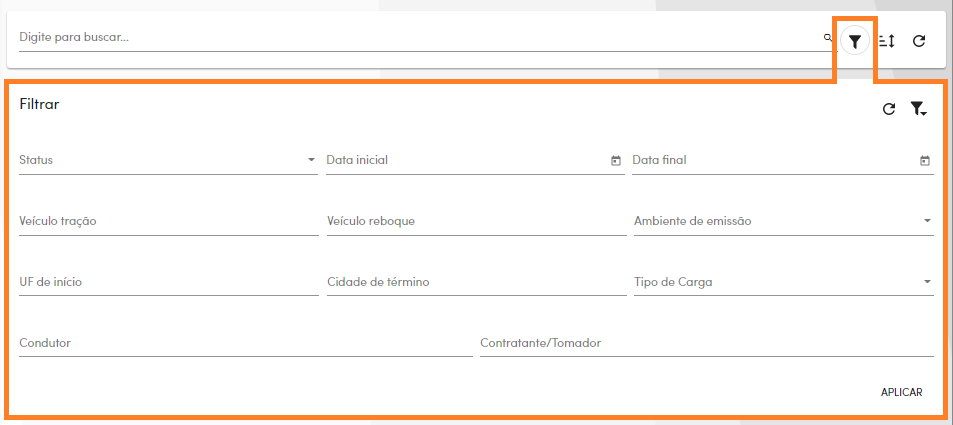 Digite para buscar...
Filtrar
Status Data inicial Data final
Veículo tração Veículo reboque Ambiente de emissão
UF de início Cidade de término Tipo de Carga
Condutor Contratante/Tomador
APLICAR